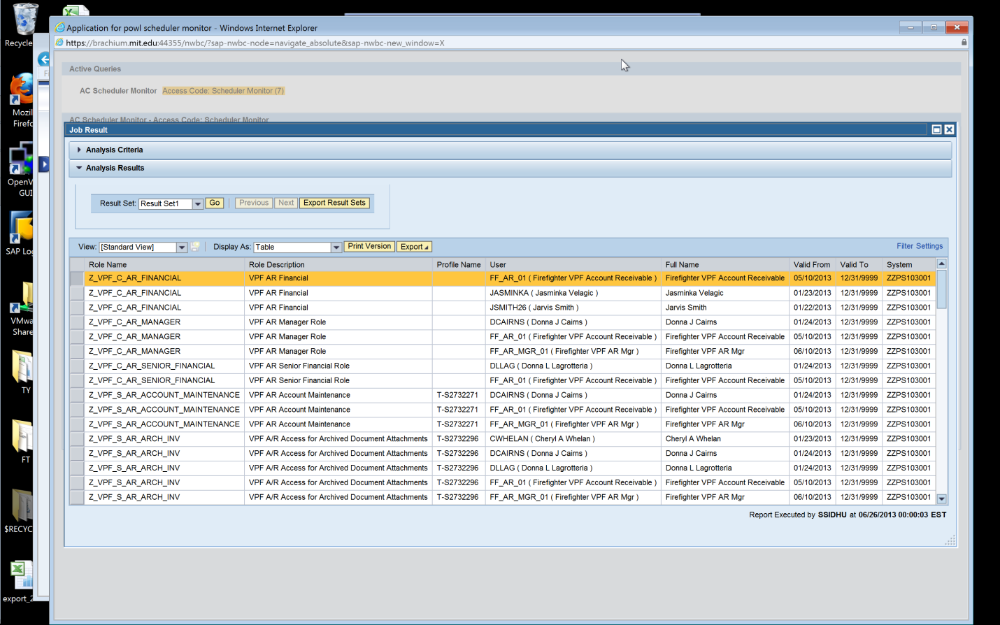 Application for powl scheduler monitor - Windows Internet Explorer
https://brachium.mit.edu:44355/nwbc/?sap-nwbc-node=navigate_absolute&sap-nwbc-new_window=X
Active Queries
AC Scheduler Monitor Access Code: Scheduler Monitor (7)
AC Scheduler Monitor - Access Code: Scheduler Monitor
Job Result
Analysis Criteria
Analysis Results
Result Set: Result Set1 Go Previous Next Export Result Sets
View: [Standard View] Display As: Table Print Version Export Filter Settings
Role Name Role Description Profile Name User Full Name Valid From Valid To System
Z_VPF_C_AR_FINANCIAL VPF AR Financial FF_AR_01 ( Firefighter VPF Account Receivable ) Firefighter VPF Account Receivable 05/10/2013 12/31/9999 ZZPS103001
Z_VPF_C_AR_FINANCIAL VPF AR Financial JASMINKA ( Jasminka Velagic ) Jasminka Velagic 01/23/2013 12/31/9999 ZZPS103001
Z_VPF_C_AR_FINANCIAL VPF AR Financial JSMITH26 ( Jarvis Smith ) Jarvis Smith 01/22/2013 12/31/9999 ZZPS103001
Z_VPF_C_AR_MANAGER VPF AR Manager Role DCAIRNS ( Donna J Cairns ) Donna J Cairns 01/24/2013 12/31/9999 ZZPS103001
Z_VPF_C_AR_MANAGER VPF AR Manager Role FF_AR_01 ( Firefighter VPF Account Receivable ) Firefighter VPF Account Receivable 05/10/2013 12/31/9999 ZZPS103001
Z_VPF_C_AR_MANAGER VPF AR Manager Role FF_AR_MGR_01 ( Firefighter VPF AR Mgr ) Firefighter VPF AR Mgr 06/10/2013 12/31/9999 ZZPS103001
Z_VPF_C_AR_SENIOR_FINANCIAL VPF AR Senior Financial Role DLLAG ( Donna L Lagrotteria ) Donna L Lagrotteria 01/24/2013 12/31/9999 ZZPS103001
Z_VPF_C_AR_SENIOR_FINANCIAL VPF AR Senior Financial Role FF_AR_01 ( Firefighter VPF Account Receivable ) Firefighter VPF Account Receivable 05/10/2013 12/31/9999 ZZPS103001
Z_VPF_S_AR_ACCOUNT_MAINTENANCE VPF AR Account Maintenance T-S2732271 DCAIRNS ( Donna J Cairns ) Donna J Cairns 01/24/2013 12/31/9999 ZZPS103001
Z_VPF_S_AR_ACCOUNT_MAINTENANCE VPF AR Account Maintenance T-S2732271 FF_AR_01 ( Firefighter VPF Account Receivable ) Firefighter VPF Account Receivable 05/10/2013 12/31/9999 ZZPS103001
Z_VPF_S_AR_ACCOUNT_MAINTENANCE VPF AR Account Maintenance T-S2732271 FF_AR_MGR_01 ( Firefighter VPF AR Mgr ) Firefighter VPF AR Mgr 06/10/2013 12/31/9999 ZZPS103001
Z_VPF_S_AR_ARCH_INV VPF A/R Access for Archived Document Attachments T-S2732296 CWHELAN ( Cheryl A Whelan ) Cheryl A Whelan 01/23/2013 12/31/9999 ZZPS103001
Z_VPF_S_AR_ARCH_INV VPF A/R Access for Archived Document Attachments T-S2732296 DCAIRNS ( Donna J Cairns ) Donna J Cairns 01/24/2013 12/31/9999 ZZPS103001
Z_VPF_S_AR_ARCH_INV VPF A/R Access for Archived Document Attachments T-S2732296 DLLAG ( Donna L Lagrotteria ) Donna L Lagrotteria 01/24/2013 12/31/9999 ZZPS103001
Z_VPF_S_AR_ARCH_INV VPF A/R Access for Archived Document Attachments T-S2732296 FF_AR_01 ( Firefighter VPF Account Receivable ) Firefighter VPF Account Receivable 05/10/2013 12/31/9999 ZZPS103001
Z_VPF_S_AR_ARCH_INV VPF A/R Access for Archived Document Attachments T-S2732296 FF_AR_MGR_01 ( Firefighter VPF AR Mgr ) Firefighter VPF AR Mgr 06/10/2013 12/31/9999 ZZPS103001
Report Executed by SSIDHU at 06/26/2013 00:00:03 EST
Recycle
Mozil
Firefo
OpenV
GUI
SAP Lo
VMwa
Share
TY
FT
$RECYC
export_2